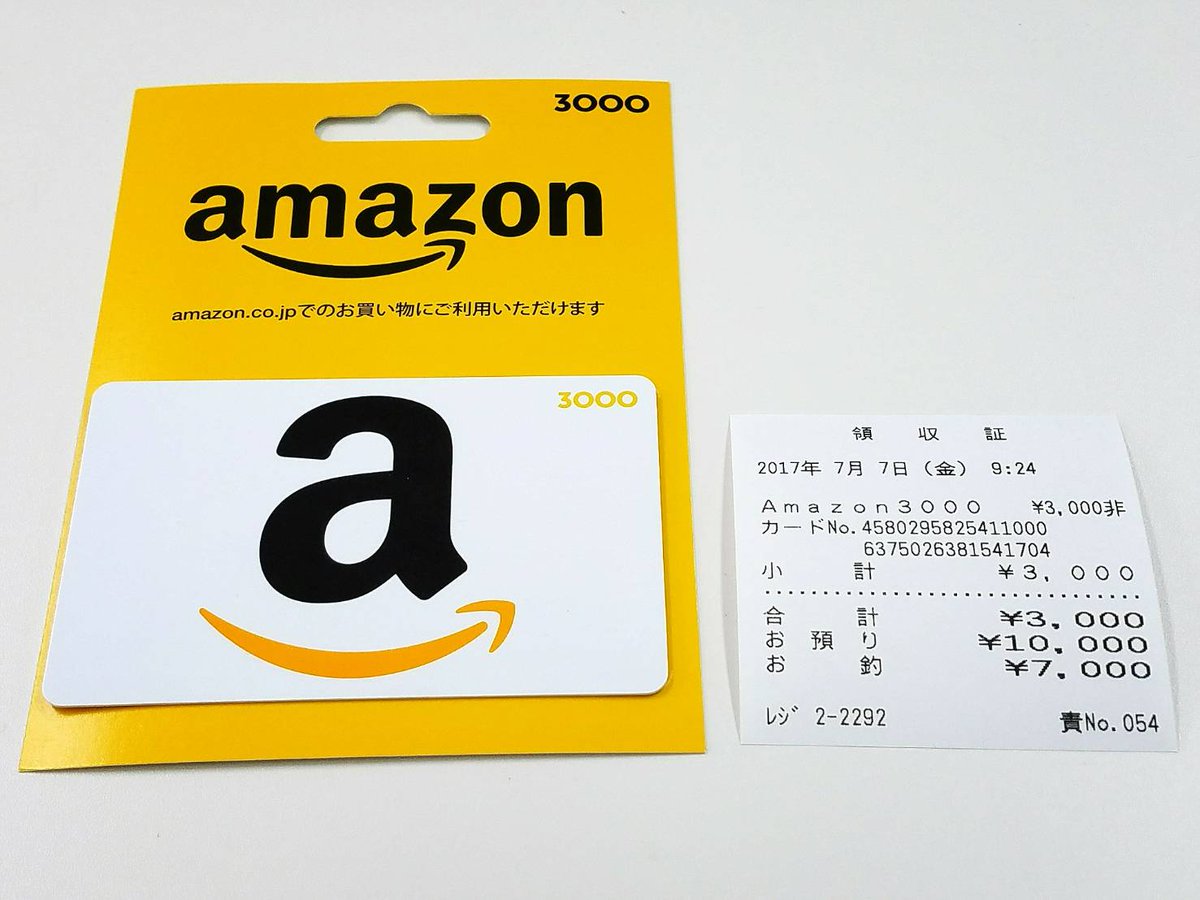 3000
amazon
amazon.co.jpでのお買い物にご利用いただけます
3000
a
領 収 証
2017年 7月 7日(金) 9:24
Amazon3000 ¥3,000非
カードNo.4580295825411000
6375026381541704
小 計 ¥3,000
合 計 ¥3,000
お 預 り ¥10,000
お 釣 ¥7,000
レジ 2-2292 責No.054